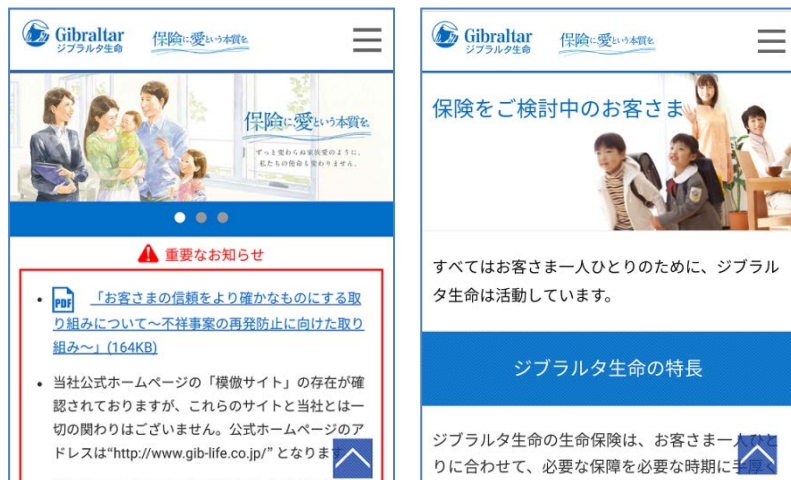 Gibraltar
ジブラルタ生命
保険に愛という本質を
保険に愛という本質を。
ずっと変わらぬ家族愛のように、
私たちの使命も変わりません。
重要なお知らせ
• PDF 「お客さまの信頼をより確かなものにする取
り組みについて～不祥事案の再発防止に向けた取り
組み～」(164KB)
• 当社公式ホームページの「模倣サイト」の存在が確
認されておりますが、これらのサイトと当社とは一
切の関わりはございません。公式ホームページのア
ドレスは“http://www.gib-life.co.jp/” となります
Gibraltar
ジブラルタ生命
保険に愛という本質を
保険をご検討中のお客さま
すべてはお客さま一人ひとりのために、ジブラル
タ生命は活動しています。
ジブラルタ生命の特長
ジブラルタ生命の生命保険は、お客さま一人ひと
りに合わせて、必要な保障を必要な時期に手厚く